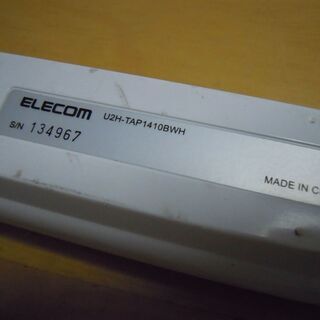 ELECOM U2H-TAP1410BWH
S/N 134967
MADE IN C